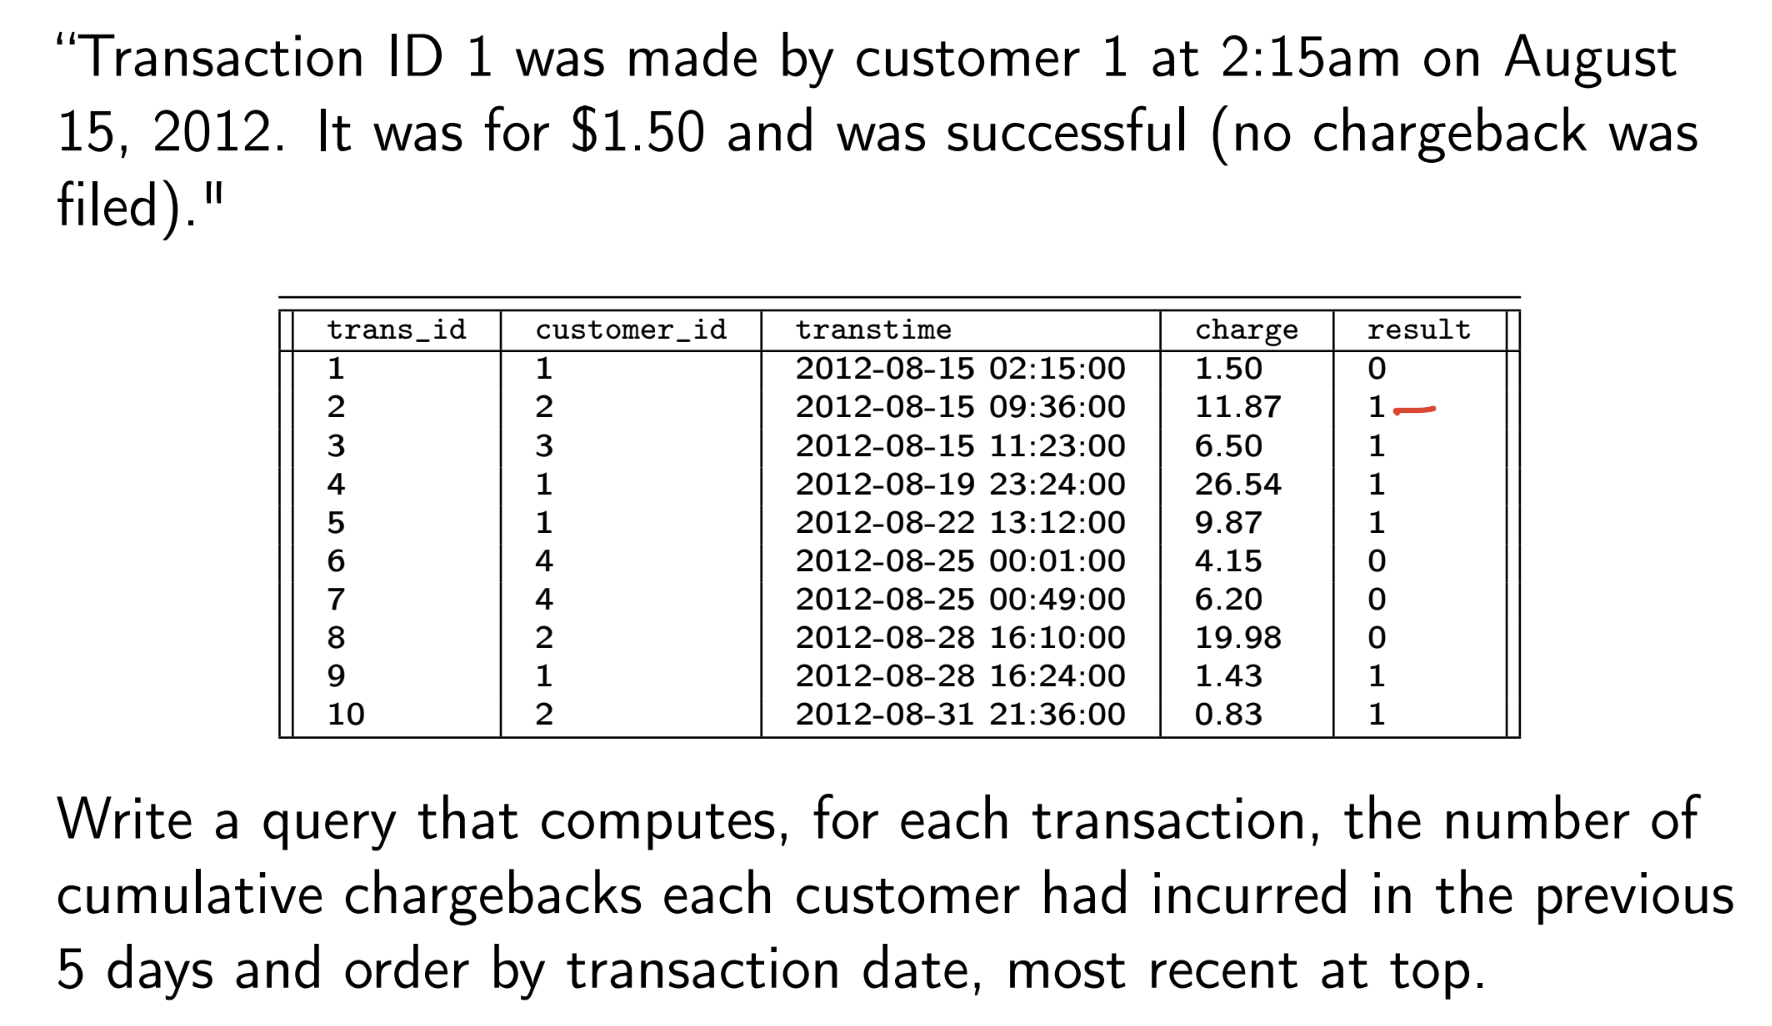 “Transaction ID 1 was made by customer 1 at 2:15am on August
15, 2012. It was for $1.50 and was successful (no chargeback was
filed)."
trans_id customer_id transtime charge result
1 1 2012-08-15 02:15:00 1.50 0
2 2 2012-08-15 09:36:00 11.87 1
3 3 2012-08-15 11:23:00 6.50 1
4 1 2012-08-19 23:24:00 26.54 1
5 1 2012-08-22 13:12:00 9.87 1
6 4 2012-08-25 00:01:00 4.15 0
7 4 2012-08-25 00:49:00 6.20 0
8 2 2012-08-28 16:10:00 19.98 0
9 1 2012-08-28 16:24:00 1.43 1
10 2 2012-08-31 21:36:00 0.83 1
Write a query that computes, for each transaction, the number of
cumulative chargebacks each customer had incurred in the previous
5 days and order by transaction date, most recent at top.